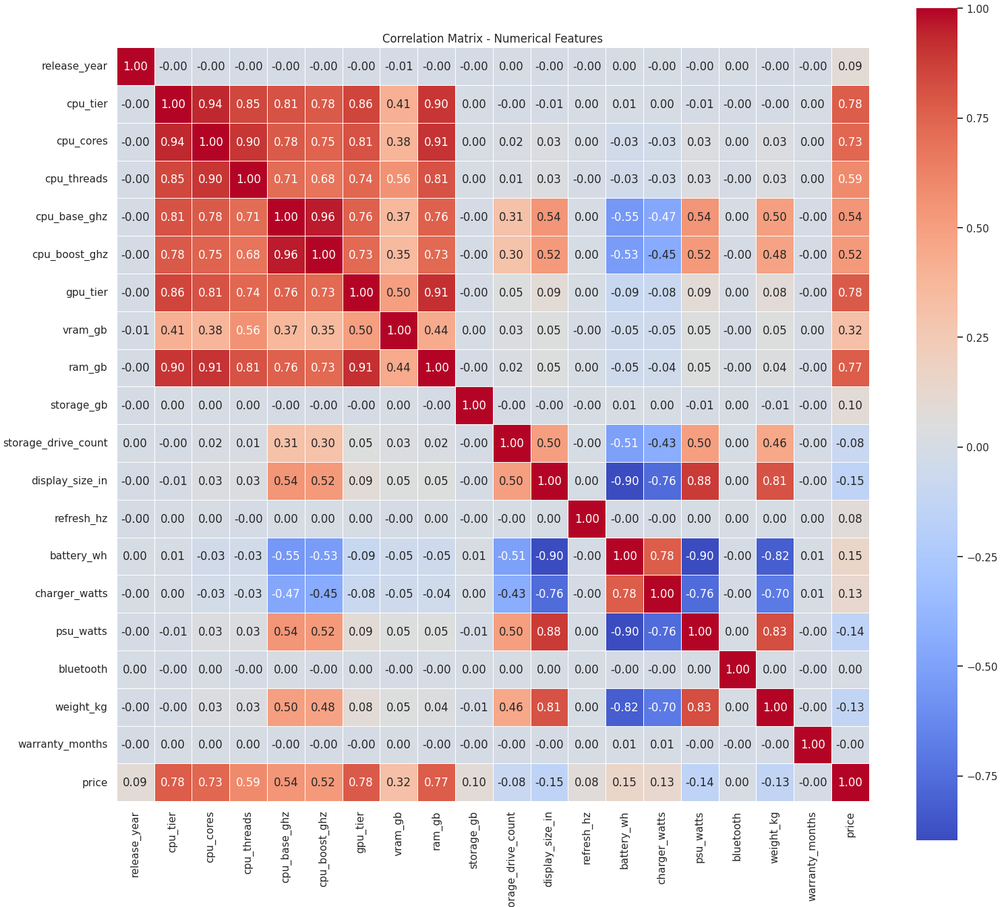 Correlation Matrix - Numerical Features
release_year 1.00 -0.00 -0.00 -0.00 -0.00 -0.00 -0.00 -0.01 -0.00 -0.00 0.00 -0.00 -0.00 0.00 0.00 -0.00 0.00 0.00 -0.00 0.09
cpu_tier -0.00 1.00 0.94 0.85 0.81 0.78 0.86 0.41 0.90 0.00 -0.00 -0.01 0.00 0.01 0.00 -0.01 -0.00 -0.00 0.00 0.78
cpu_cores -0.00 0.94 1.00 0.90 0.78 0.75 0.81 0.38 0.91 0.00 0.02 0.03 0.00 -0.03 -0.03 0.03 0.00 0.03 0.00 0.73
cpu_threads -0.00 0.85 0.90 1.00 0.71 0.68 0.74 0.56 0.81 0.00 0.01 0.03 -0.00 -0.03 -0.03 0.03 -0.00 0.03 0.00 0.59
cpu_base_ghz -0.00 0.81 0.78 0.71 1.00 0.96 0.76 0.37 0.76 0.00 0.31 0.54 0.00 -0.55 -0.47 0.54 0.00 0.50 0.00 0.54
cpu_boost_ghz -0.00 0.78 0.75 0.68 0.96 1.00 0.73 0.35 0.73 0.00 0.30 0.52 0.00 -0.53 -0.45 0.52 0.00 0.48 -0.00 0.52
gpu_tier -0.00 0.86 0.81 0.74 0.76 0.73 1.00 0.50 0.91 -0.00 0.05 0.09 0.00 -0.09 -0.08 0.09 -0.00 0.08 -0.00 0.78
vram_gb -0.01 0.41 0.38 0.56 0.37 0.35 0.50 1.00 0.44 0.00 0.03 0.05 0.00 -0.05 -0.05 0.05 -0.00 0.05 0.00 0.32
ram_gb -0.00 0.90 0.91 0.81 0.76 0.73 0.91 0.44 1.00 -0.00 0.02 0.05 0.00 -0.05 -0.04 0.05 -0.00 0.04 -0.00 0.77
storage_gb -0.00 0.00 0.00 0.00 0.00 0.00 -0.00 0.00 -0.00 1.00 -0.00 -0.00 -0.00 0.01 0.00 -0.01 0.00 -0.01 -0.00 0.10
storage_drive_count 0.00 -0.00 0.02 0.01 0.31 0.30 0.05 0.03 0.02 -0.00 1.00 0.50 -0.00 -0.51 -0.43 0.50 0.00 0.46 -0.00 -0.08
display_size_in -0.00 -0.01 0.03 0.03 0.54 0.52 0.09 0.05 0.05 -0.00 0.50 1.00 0.00 -0.90 -0.76 0.88 0.00 0.81 -0.00 -0.15
refresh_hz -0.00 0.00 0.00 -0.00 0.00 0.00 0.00 0.00 0.00 -0.00 -0.00 0.00 1.00 -0.00 -0.00 0.00 -0.00 0.00 -0.00 0.08
battery_wh 0.00 0.01 -0.03 -0.03 -0.55 -0.53 -0.09 -0.05 -0.05 0.01 -0.51 -0.90 -0.00 1.00 0.78 -0.90 -0.00 -0.82 0.01 0.15
charger_watts 0.00 0.00 -0.03 -0.03 -0.47 -0.45 -0.08 -0.05 -0.04 0.00 -0.43 -0.76 -0.00 0.78 1.00 -0.76 -0.00 -0.70 0.01 0.13
psu_watts -0.00 -0.01 0.03 0.03 0.54 0.52 0.09 0.05 0.05 -0.01 0.50 0.88 0.00 -0.90 -0.76 1.00 0.00 0.83 -0.00 -0.14
bluetooth 0.00 -0.00 0.00 -0.00 0.00 0.00 -0.00 -0.00 -0.00 0.00 0.00 0.00 -0.00 -0.00 -0.00 0.00 1.00 0.00 -0.00 0.00
weight_kg 0.00 -0.00 0.03 0.03 0.50 0.48 0.08 0.05 0.04 -0.01 0.46 0.81 0.00 -0.82 -0.70 0.83 0.00 1.00 -0.00 -0.13
warranty_months -0.00 0.00 0.00 0.00 0.00 -0.00 -0.00 0.00 -0.00 -0.00 -0.00 -0.00 -0.00 0.01 0.01 -0.00 -0.00 -0.00 1.00 -0.00
price 0.09 0.78 0.73 0.59 0.54 0.52 0.78 0.32 0.77 0.10 -0.08 -0.15 0.08 0.15 0.13 -0.14 0.00 -0.13 -0.00 1.00
release_year
cpu_tier
cpu_cores
cpu_threads
cpu_base_ghz
cpu_boost_ghz
gpu_tier
vram_gb
ram_gb
storage_gb
orage_drive_count
display_size_in
refresh_hz
battery_wh
charger_watts
psu_watts
bluetooth
weight_kg
warranty_months
price
1.00
0.75
0.50
0.25
0.00
-0.25
-0.50
-0.75